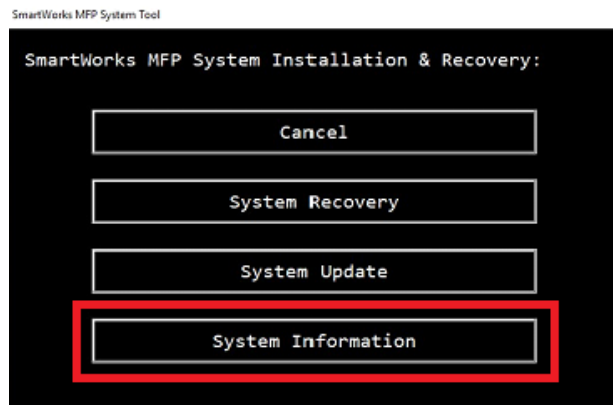 SmartWorks MFP System Tool
SmartWorks MFP System Installation & Recovery:
Cancel
System Recovery
System Update
System Information